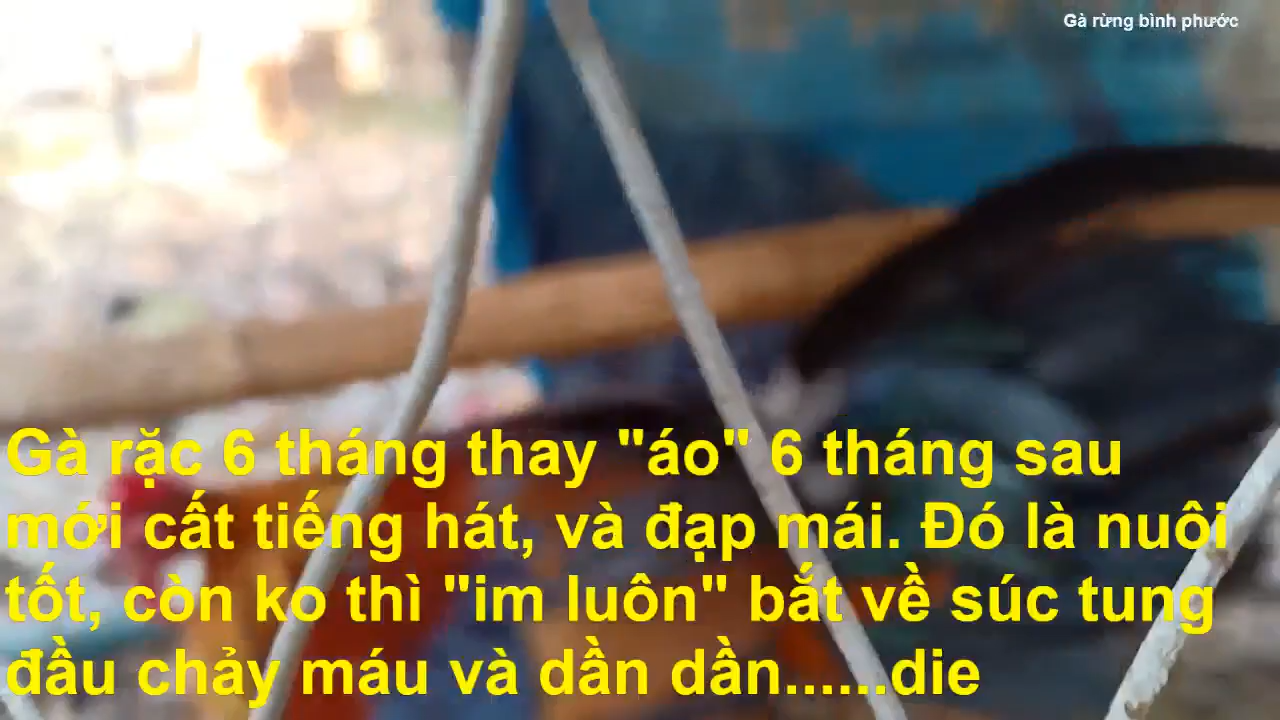 Gà rừng bình phước
Gà rặc 6 tháng thay "áo" 6 tháng sau
mới cất tiếng hát, và đạp mái. Đó là nuôi
tốt, còn ko thì "im luôn" bắt về súc tung
đầu chảy máu và dần dần......die